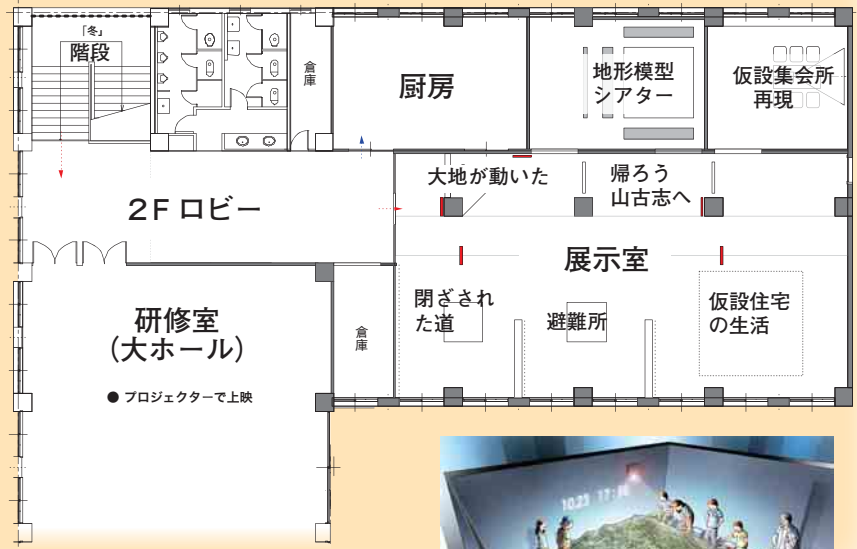 「冬」
階段
倉庫
厨房
地形模型
シアター
仮設集会所
再現
2F ロビー
大地が動いた
帰ろう
山古志へ
展示室
研修室
(大ホール)
● プロジェクターで上映
倉庫
閉ざされ
た道
避難所
仮設住宅
の生活